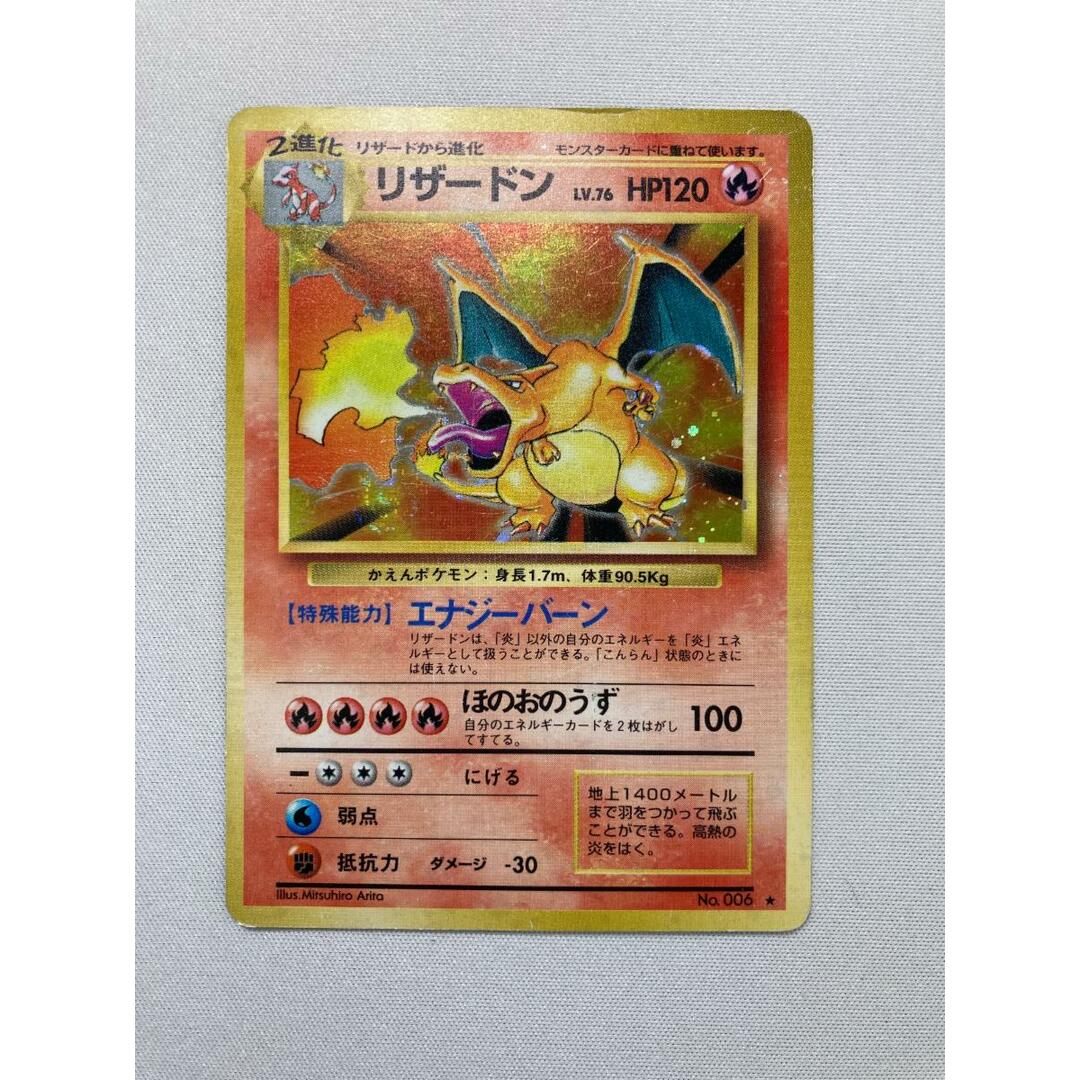 2進化 リザードから進化 モンスターカードに重ねて使います。
リザードン LV.76 HP120
かえんポケモン：身長1.7m、体重90.5Kg
【特殊能力】エナジーバーン
リザードンは、「炎」以外の自分のエネルギーを「炎」エネ
ルギーとして扱うことができる。「こんらん」状態のときに
は使えない。
ほのおのうず 100
自分のエネルギーカードを2枚はがし
てすてる。
にげる
弱点
抵抗力 ダメージ -30
地上1400メートル
まで羽をつかって飛ぶ
ことができる。高熱の
炎をはく。
Illus.Mitsuhiro Arita No. 006 ★